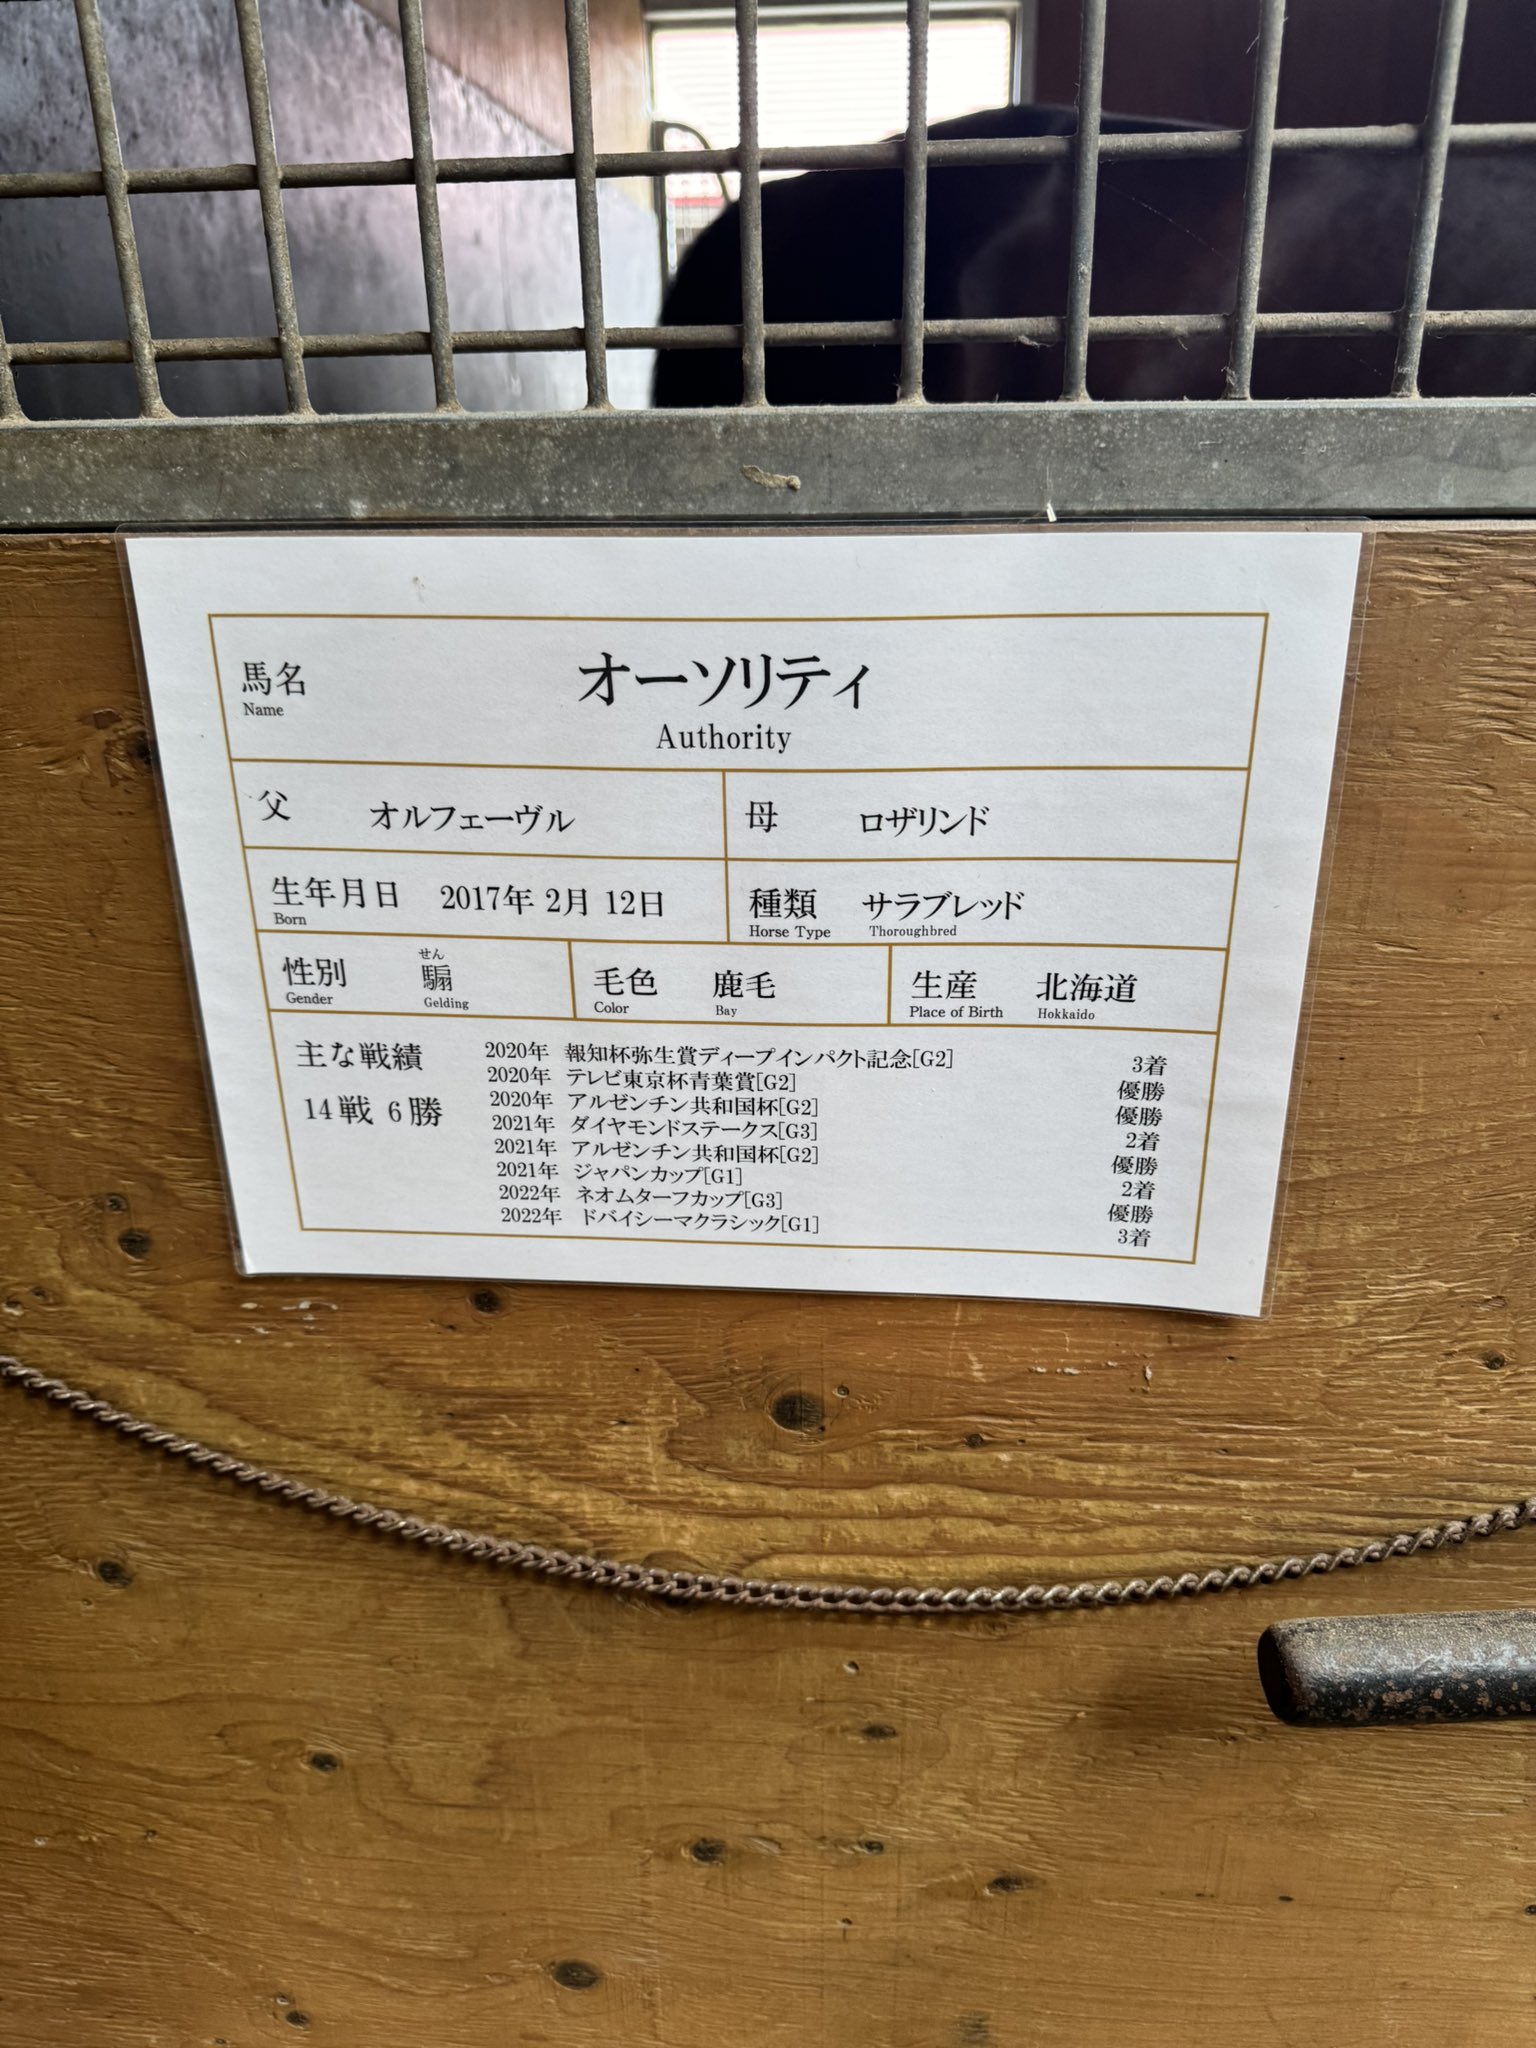 馬名 オーソリティ
Name Authority
父 オルフェーヴル 母 ロザリンド
生年月日 2017年 2月 12日 種類 サラブレッド
Born Horse Type Thoroughbred
せん
性別 騸 毛色 鹿毛 生産 北海道
Gender Gelding Color Bay Place of Birth Hokkaido
主な戦績
14戦 6勝
2020年 報知杯弥生賞ディープインパクト記念[G2] 3着
2020年 テレビ東京杯青葉賞[G2] 優勝
2020年 アルゼンチン共和国杯[G2] 優勝
2021年 ダイヤモンドステークス[G3] 2着
2021年 アルゼンチン共和国杯[G2] 優勝
2021年 ジャパンカップ[G1] 2着
2022年 ネオムターフカップ[G3] 優勝
2022年 ドバイシーマクラシック[G1] 3着